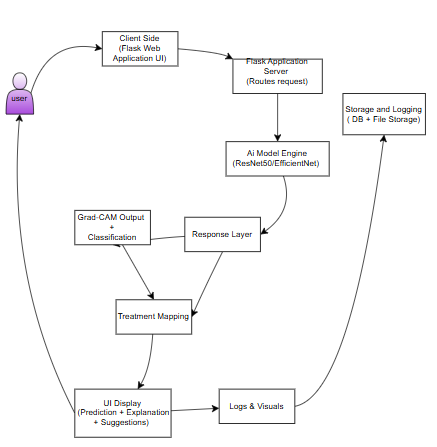 Client Side
(Flask Web
Application UI)
Flask Application
Server
(Routes request)
user
Storage and Logging
( DB + File Storage)
Ai Model Engine
(ResNet50/EfficientNet)
Grad-CAM Output
+
Classification
Response Layer
Treatment Mapping
UI Display
(Prediction + Explanation
+ Suggestions)
Logs & Visuals